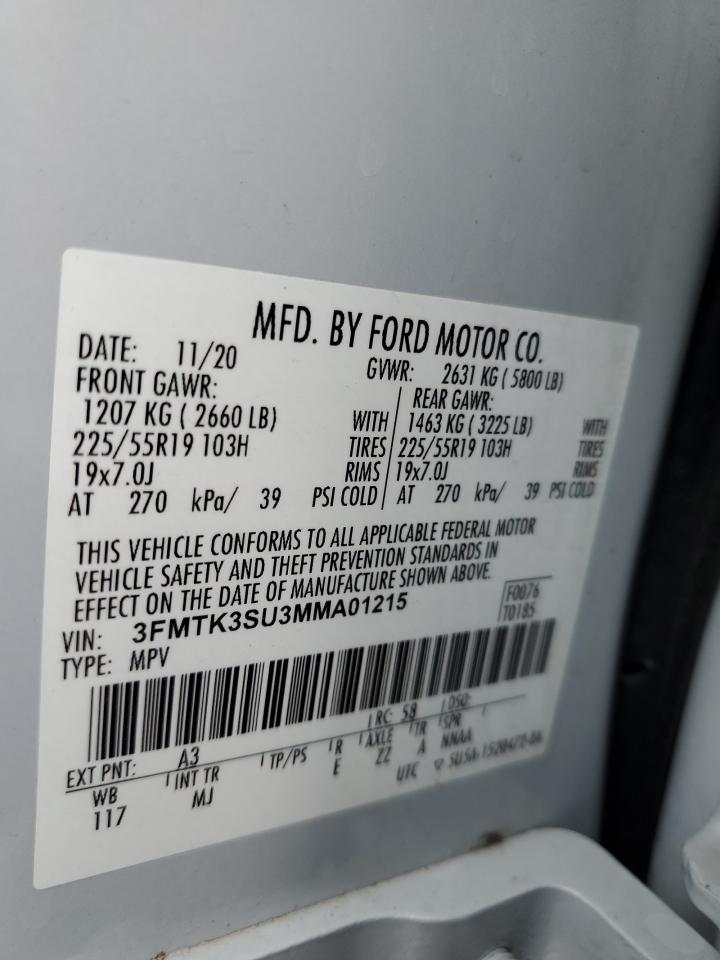 MFD. BY FORD MOTOR CO.
DATE: 11/20 GVWR: 2631 KG ( 5800 LB)
FRONT GAWR: REAR GAWR:
1207 KG ( 2660 LB) WITH 1463 KG ( 3225 LB) WITH
225/55R19 103H TIRES 225/55R19 103H TIRES
19x7.0J RIMS 19x7.0J RIMS
AT 270 kPa/ 39 PSI COLD AT 270 kPa/ 39 PSI COLD
THIS VEHICLE CONFORMS TO ALL APPLICABLE FEDERAL MOTOR
VEHICLE SAFETY AND THEFT PREVENTION STANDARDS IN
EFFECT ON THE DATE OF MANUFACTURE SHOWN ABOVE.
VIN: 3FMTK3SU3MMA01215 F0076
TYPE: MPV T0185
EXT PNT: A3 RC: 58 DSO:
WB INT TR TP/PS R AXLE TR SPR
117 MJ E ZZ A NNAA
UTC